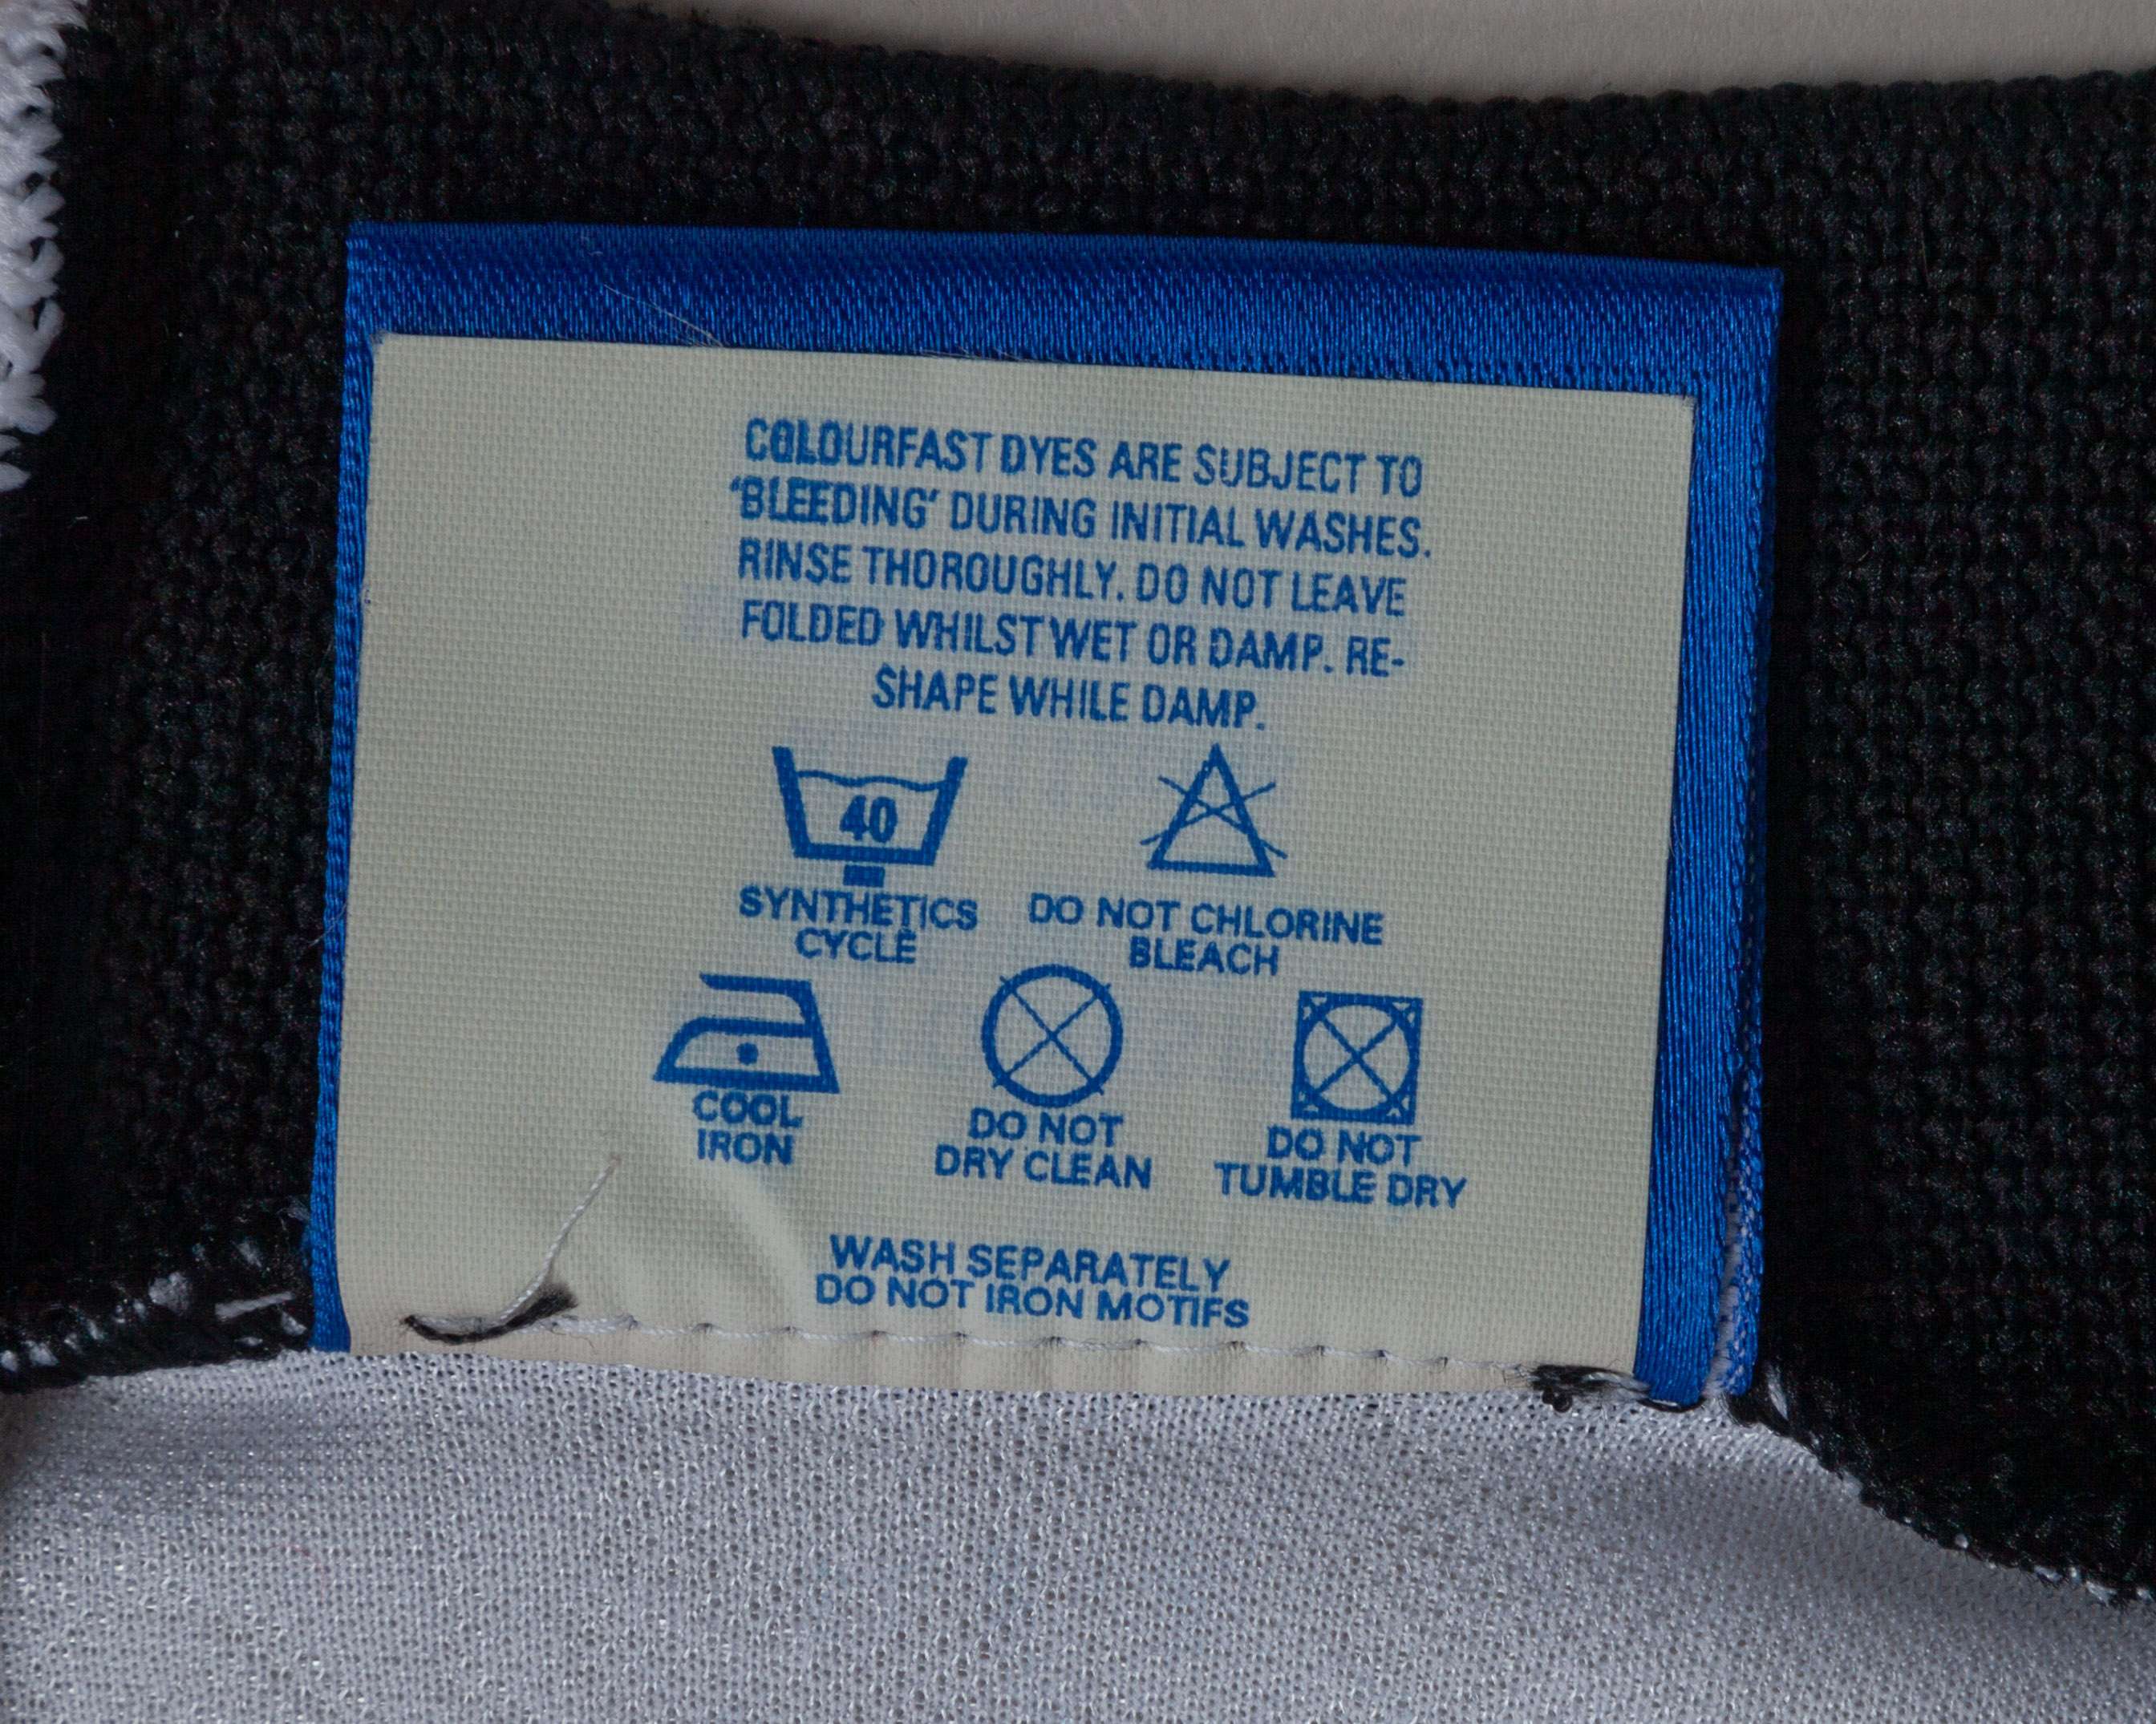 COLOURFAST DYES ARE SUBJECT TO
'BLEEDING' DURING INITIAL WASHES.
RINSE THOROUGHLY. DO NOT LEAVE
FOLDED WHILST WET OR DAMP. RE-
SHAPE WHILE DAMP.
40
SYNTHETICS
CYCLE
DO NOT CHLORINE
BLEACH
COOL
IRON
DO NOT
DRY CLEAN
DO NOT
TUMBLE DRY
WASH SEPARATELY
DO NOT IRON MOTIFS